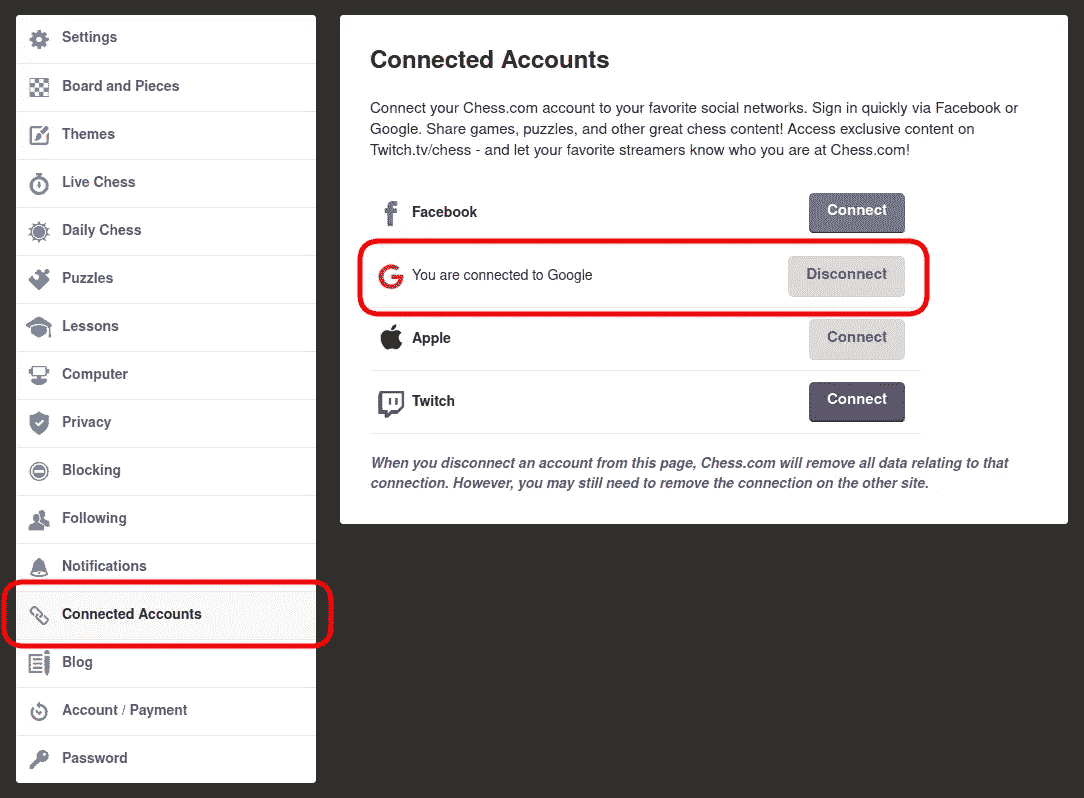 Settings
Board and Pieces
Themes
Live Chess
Daily Chess
Puzzles
Lessons
Computer
Privacy
Blocking
Following
Notifications
Connected Accounts
Blog
Account / Payment
Password
Connected Accounts
Connect your Chess.com account to your favorite social networks. Sign in quickly via Facebook or
Google. Share games, puzzles, and other great chess content! Access exclusive content on
Twitch.tv/chess - and let your favorite streamers know who you are at Chess.com!
Facebook Connect
You are connected to Google Disconnect
Apple Connect
Twitch Connect
When you disconnect an account from this page, Chess.com will remove all data relating to that
connection. However, you may still need to remove the connection on the other site.